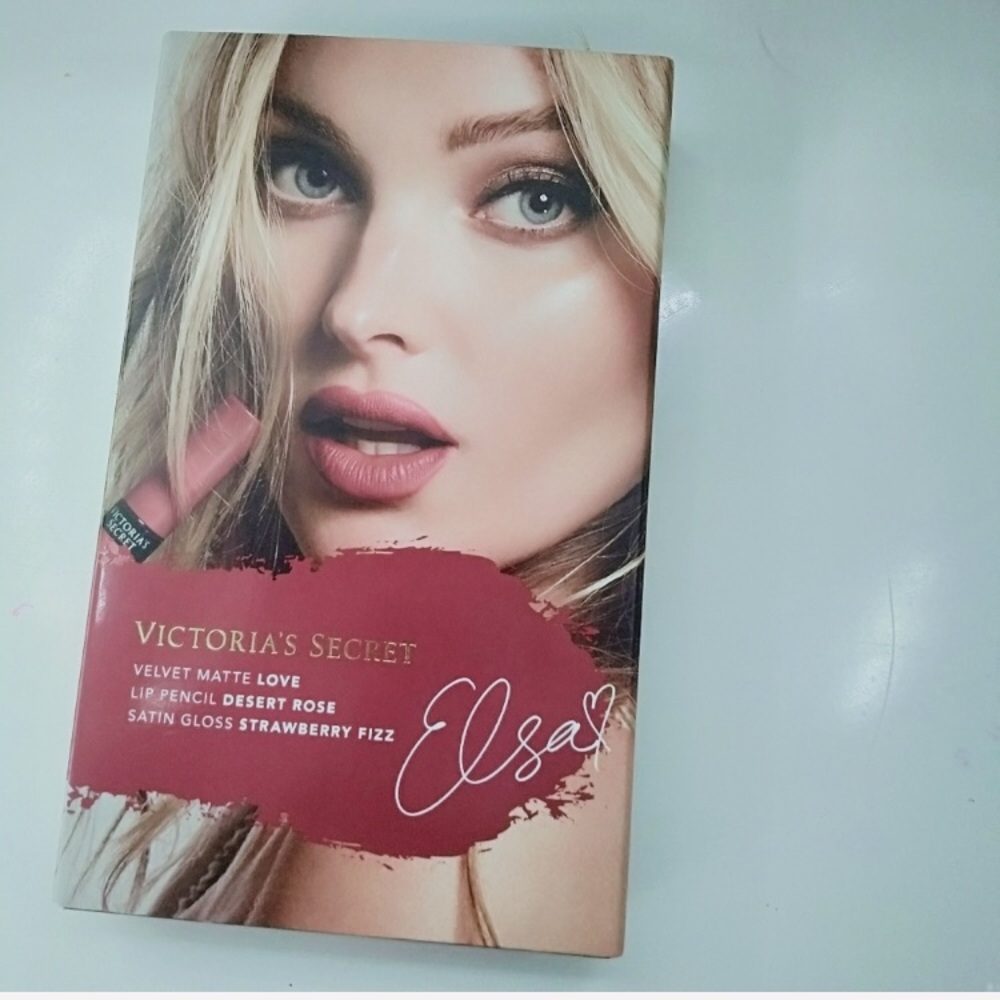 VICTORIA'S
SECRET
VICTORIA'S SECRET
VELVET MATTE LOVE
LIP PENCIL DESERT ROSE
SATIN GLOSS STRAWBERRY FIZZ
Elsa